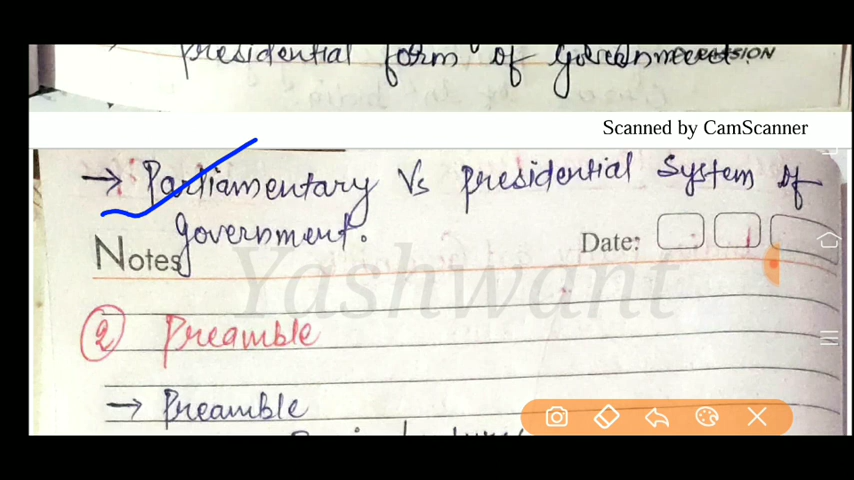 presidential form of Government.
Scanned by CamScanner
→ Parliamentary Vs presidential System of
government.
Notes
Date:
Yashwant
② Preamble
→ Preamble